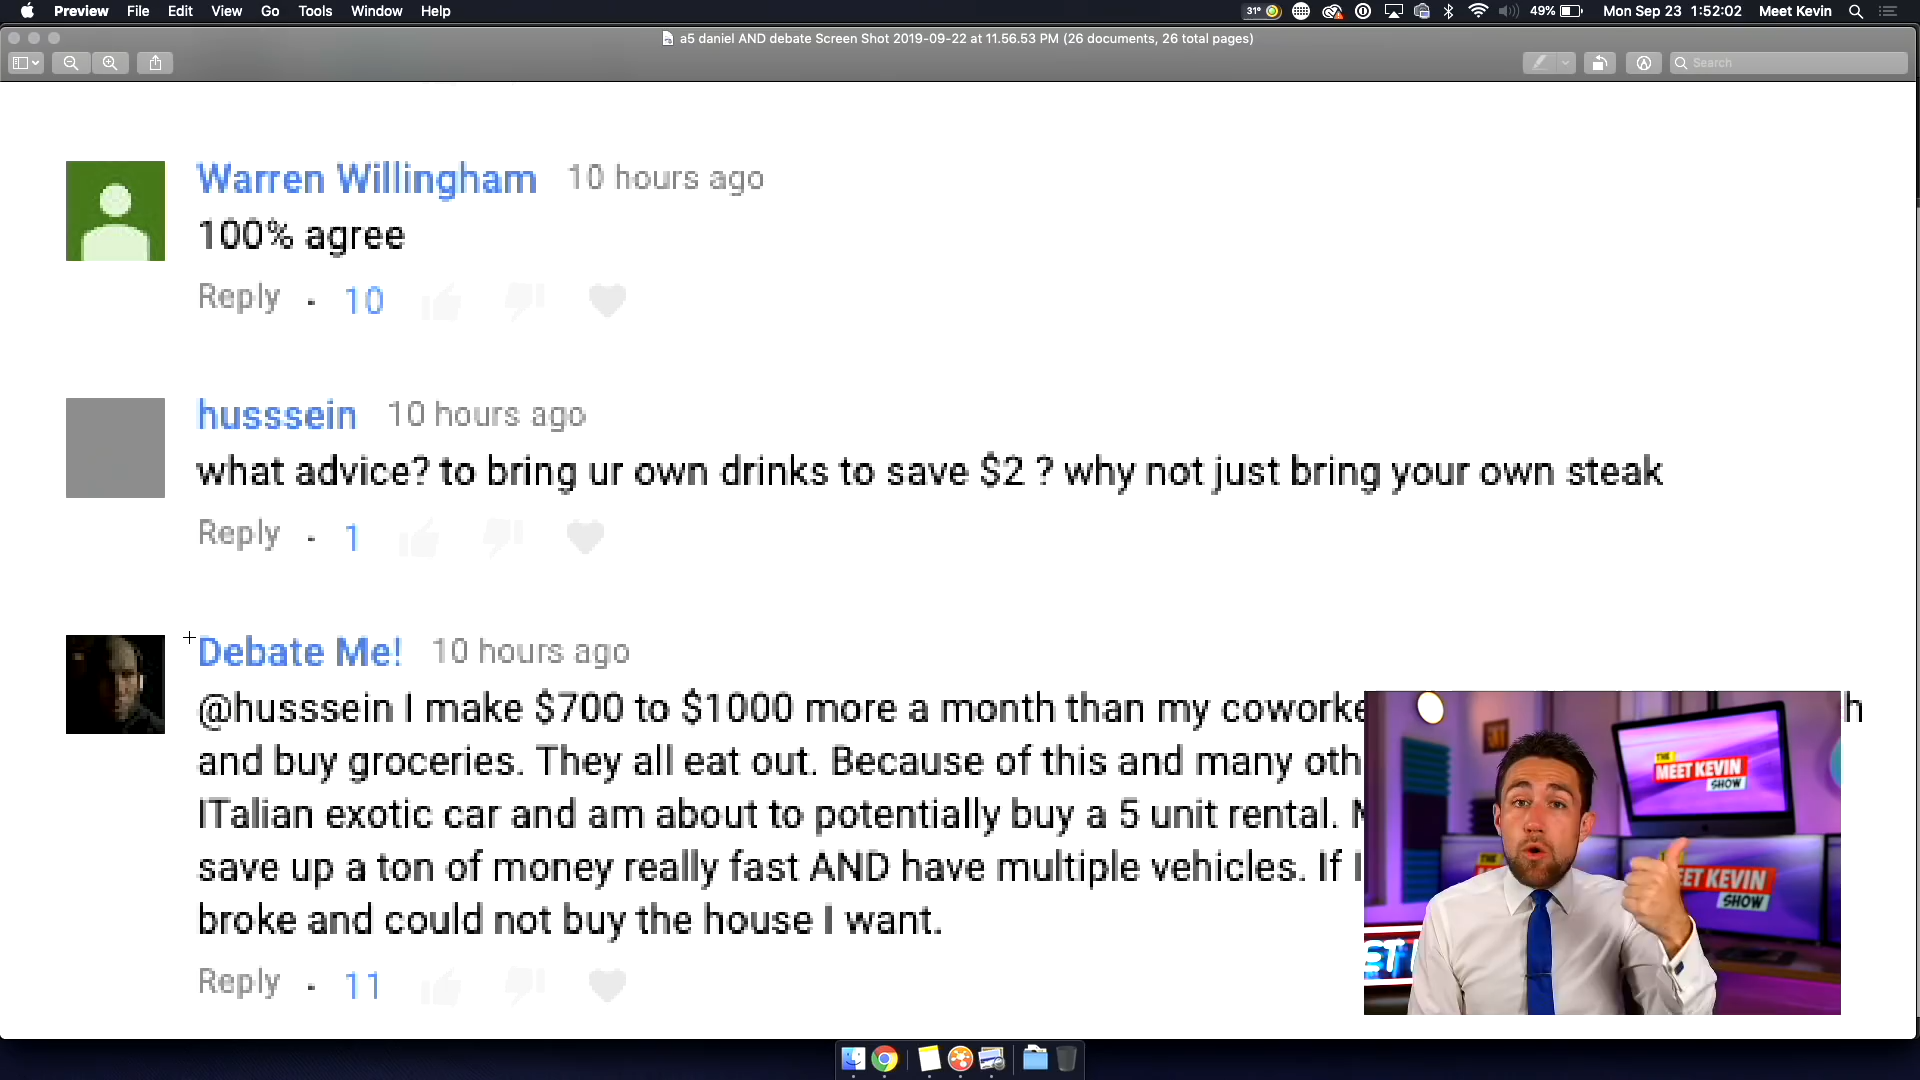 Preview File Edit View Go Tools Window Help 31° 49% Mon Sep 23 1:52:02 Meet Kevin
a5 daniel AND debate Screen Shot 2019-09-22 at 11.56.53 PM (26 documents, 26 total pages)
Search
Warren Willingham 10 hours ago
100% agree
Reply · 10
husssein 10 hours ago
what advice? to bring ur own drinks to save $2 ? why not just bring your own steak
Reply · 1
Debate Me! 10 hours ago
@husssein I make $700 to $1000 more a month than my coworke h
and buy groceries. They all eat out. Because of this and many oth
ITalian exotic car and am about to potentially buy a 5 unit rental.
save up a ton of money really fast AND have multiple vehicles. If I
broke and could not buy the house I want.
Reply · 11
THE
MEET KEVIN
SHOW
THE
EET KEVIN
SHOW
ET